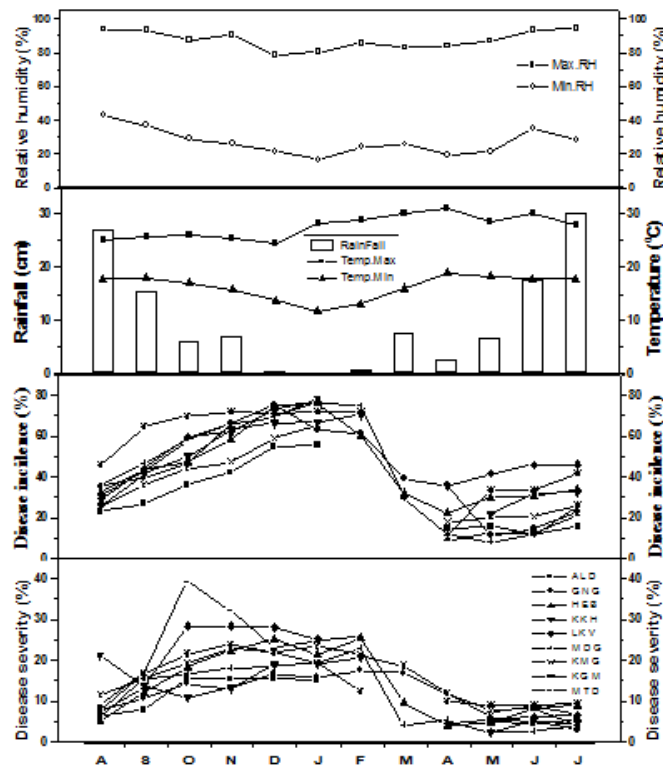 100
80
60
40
20
0
Relative humidity (%)
Max.RH
Min.RH
100
80
60
40
20
0
Relative humidity (%)
30
20
10
0
Rainfall (cm)
RainFall
Temp.Max
Temp.Min
30
20
10
0
Temperature (°C)
80
60
40
20
0
Disease incidence (%)
80
60
40
20
0
Disease incidence (%)
40
30
20
10
0
Disease severity (%)
ALD
GNG
HEB
KKH
LKV
MDG
KMG
KGM
MTD
40
30
20
10
0
Disease severity (%)
A S O N D J F M A M J J